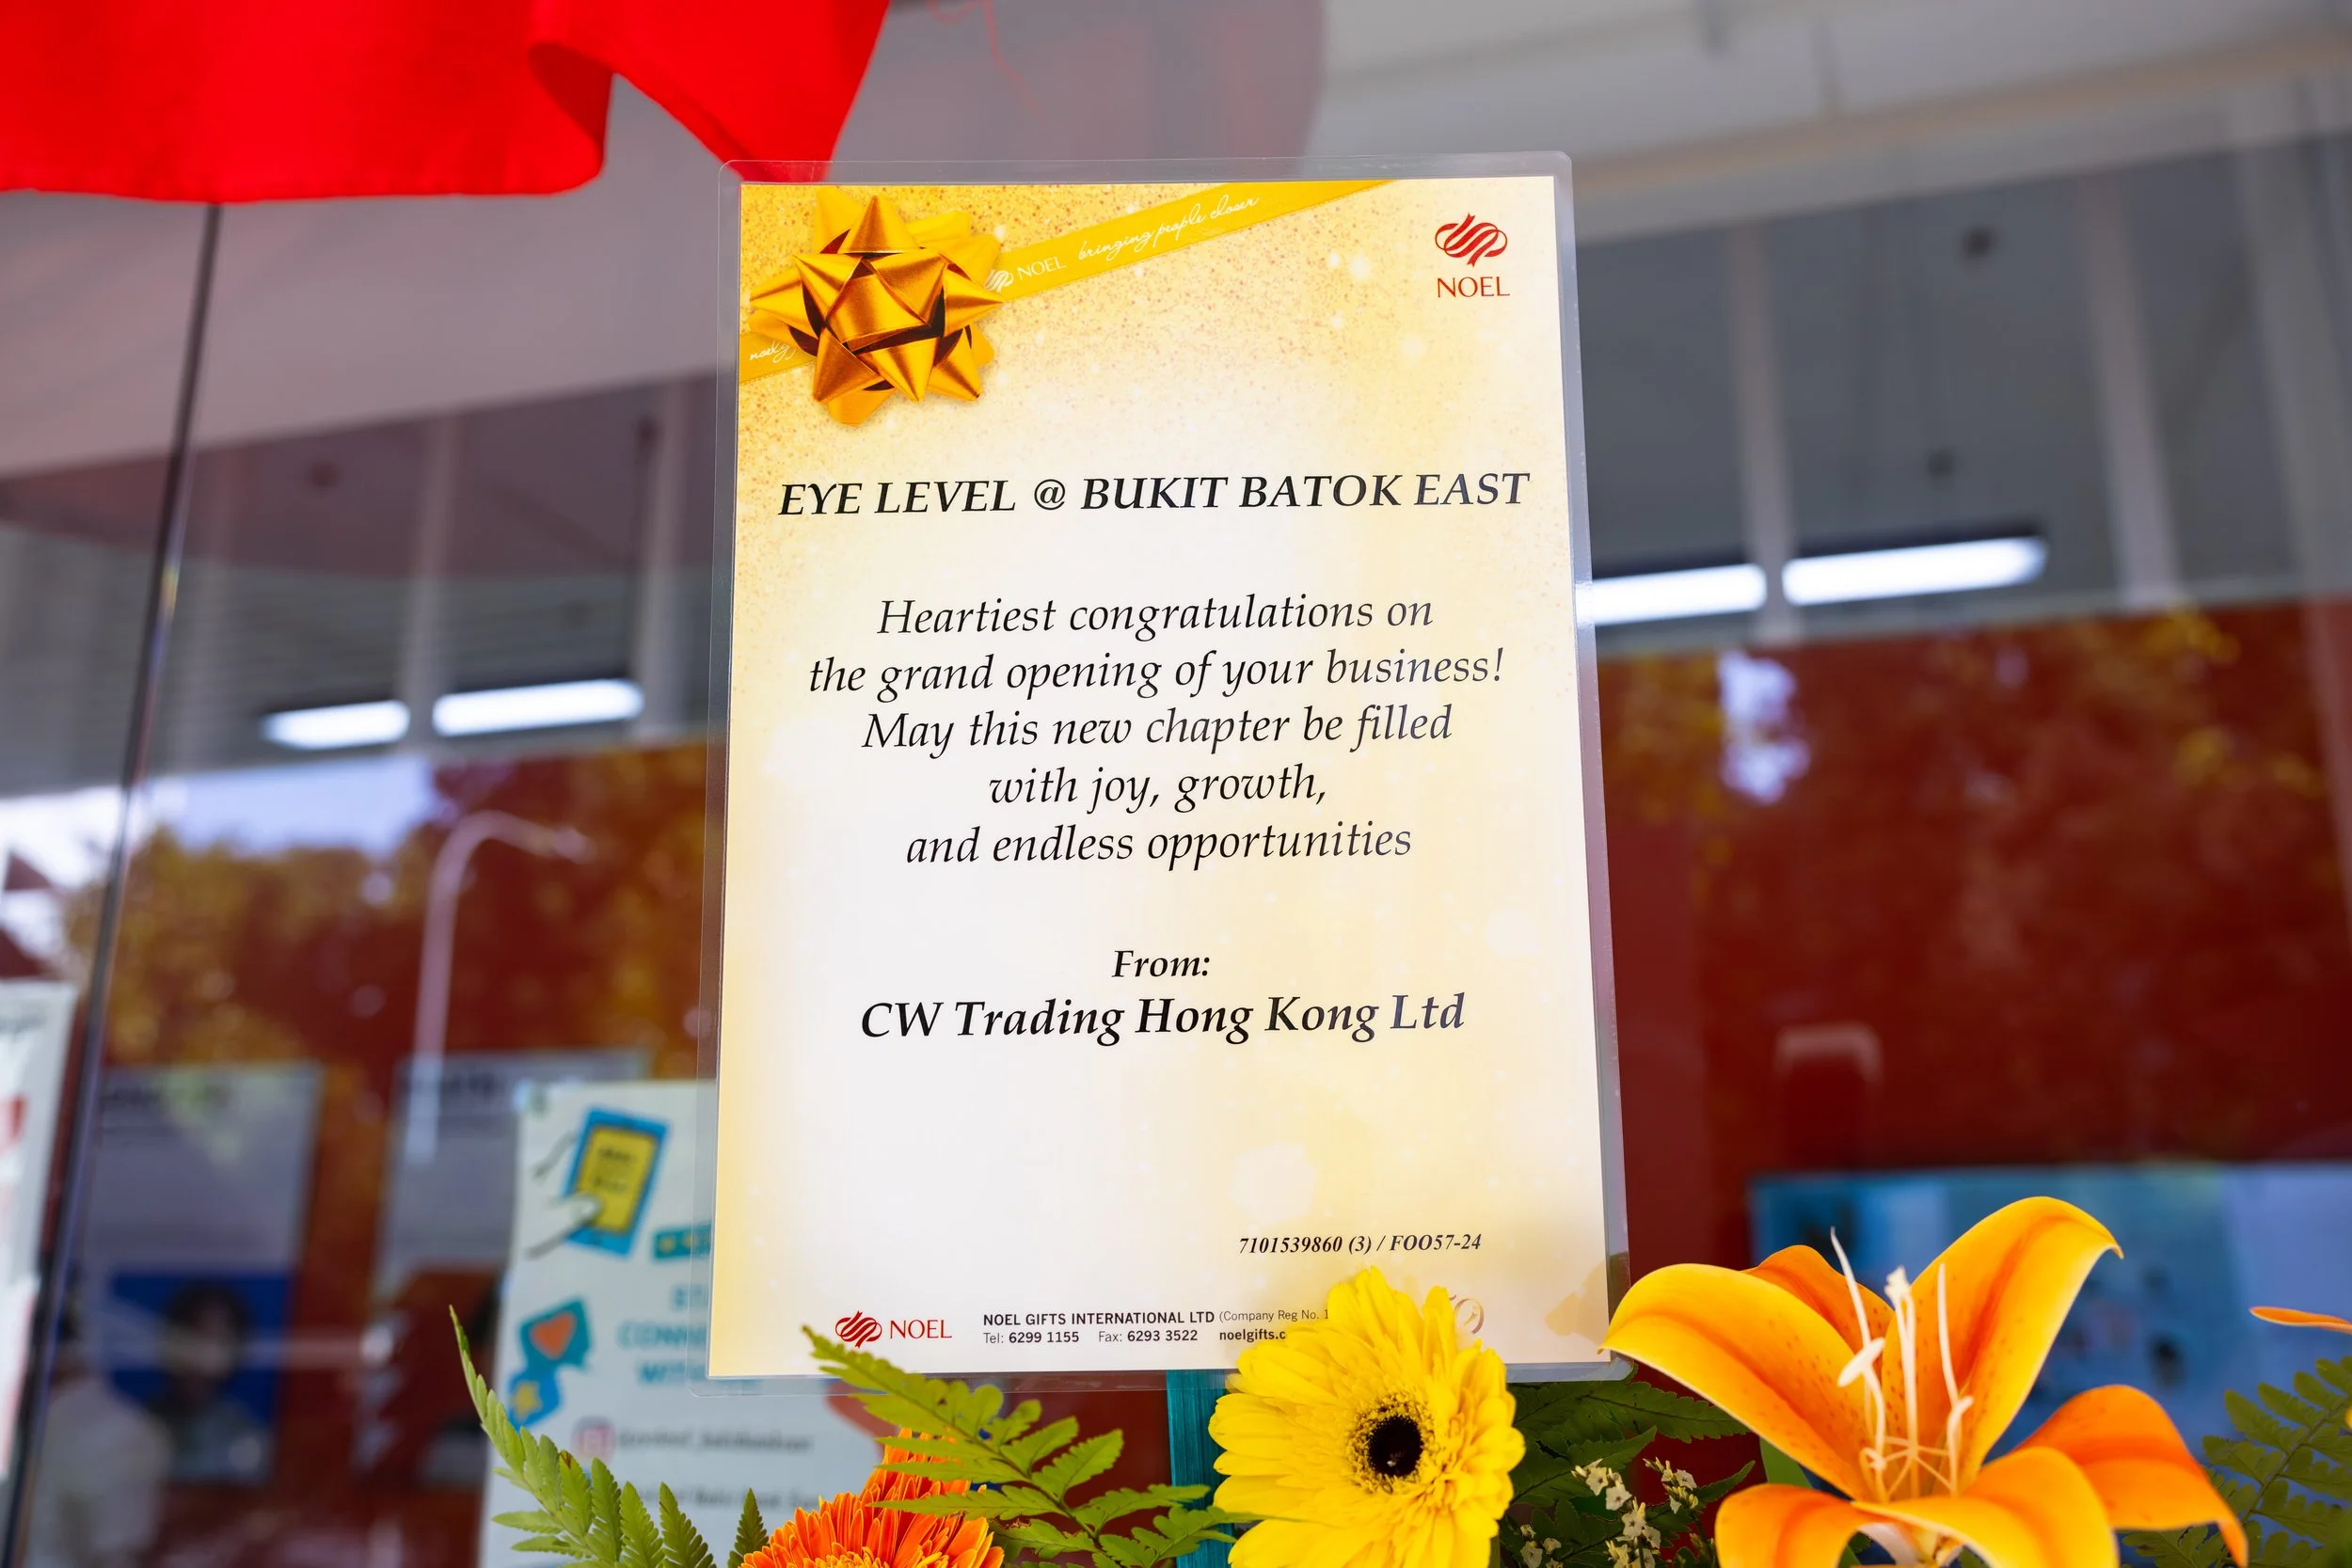 NOEL bringing people closer
NOEL
EYE LEVEL @ BUKIT BATOK EAST
Heartiest congratulations on
the grand opening of your business!
May this new chapter be filled
with joy, growth,
and endless opportunities
From:
CW Trading Hong Kong Ltd
7101539860 (3) / FOO57-24
NOEL
NOEL GIFTS INTERNATIONAL LTD (Company Reg No.
Tel: 6299 1155 Fax: 6293 3522 noelgifts.c